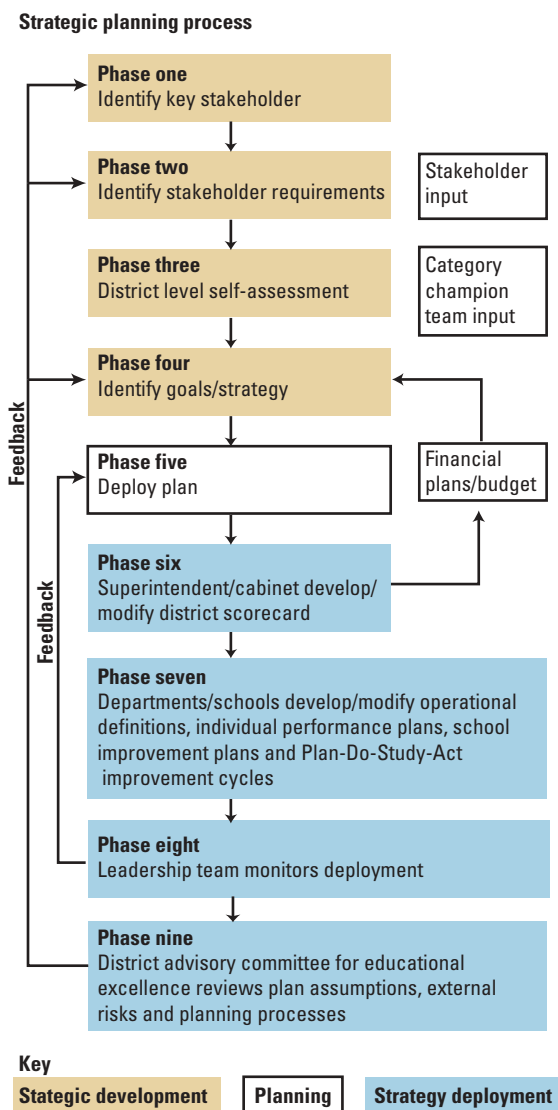 Strategic planning process
Phase one
Identify key stakeholder
Phase two
Identify stakeholder requirements
Stakeholder
input
Phase three
District level self-assessment
Category
champion
team input
Phase four
Identify goals/strategy
Feedback
Phase five
Deploy plan
Financial
plans/budget
Phase six
Superintendent/cabinet develop/
modify district scorecard
Feedback
Phase seven
Departments/schools develop/modify operational
definitions, individual performance plans, school
improvement plans and Plan-Do-Study-Act
improvement cycles
Phase eight
Leadership team monitors deployment
Phase nine
District advisory committee for educational
excellence reviews plan assumptions, external
risks and planning processes
Key
Stategic development
Planning
Strategy deployment